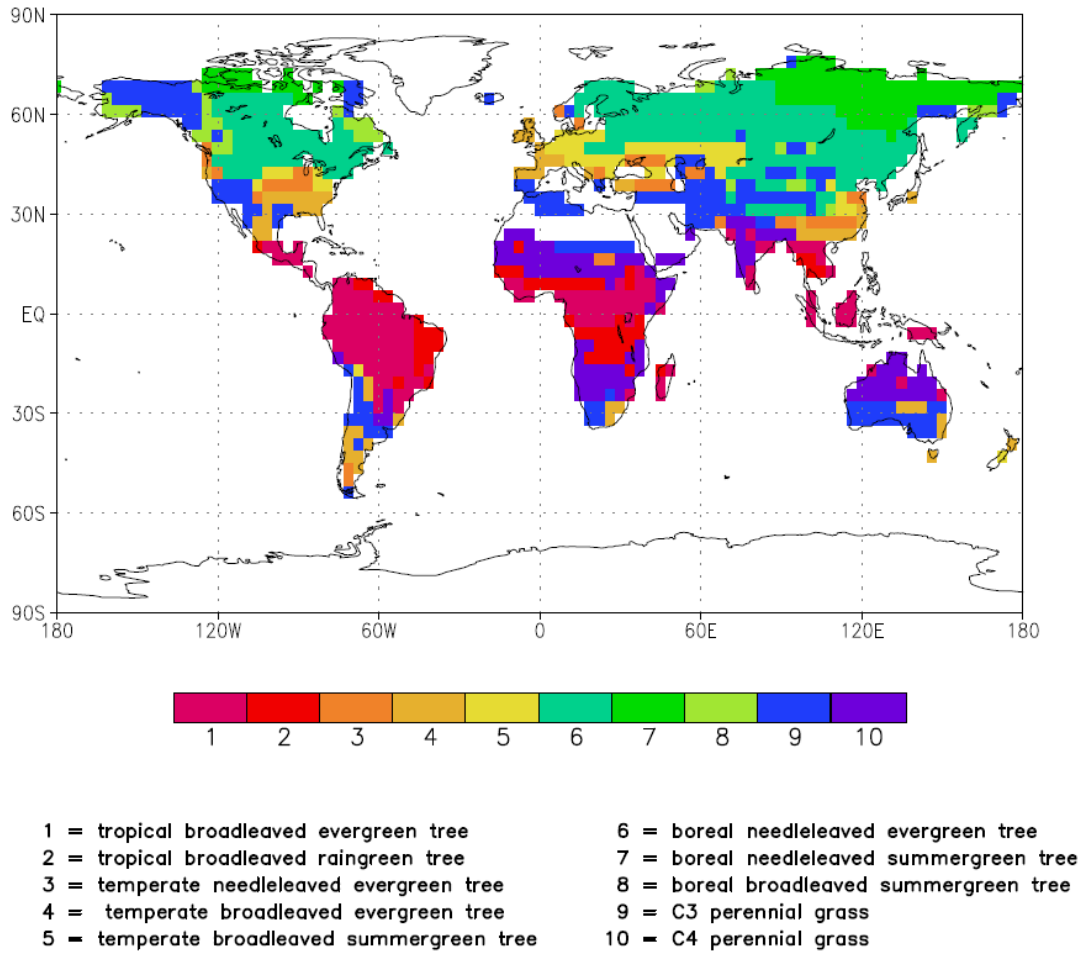 90N
60N
30N
EQ
30S
60S
90S
180 120W 60W 0 60E 120E 180
1 2 3 4 5 6 7 8 9 10
1 = tropical broadleaved evergreen tree
2 = tropical broadleaved raingreen tree
3 = temperate needleleaved evergreen tree
4 = temperate broadleaved evergreen tree
5 = temperate broadleaved summergreen tree
6 = boreal needleleaved evergreen tree
7 = boreal needleleaved summergreen tree
8 = boreal broadleaved summergreen tree
9 = C3 perennial grass
10 = C4 perennial grass